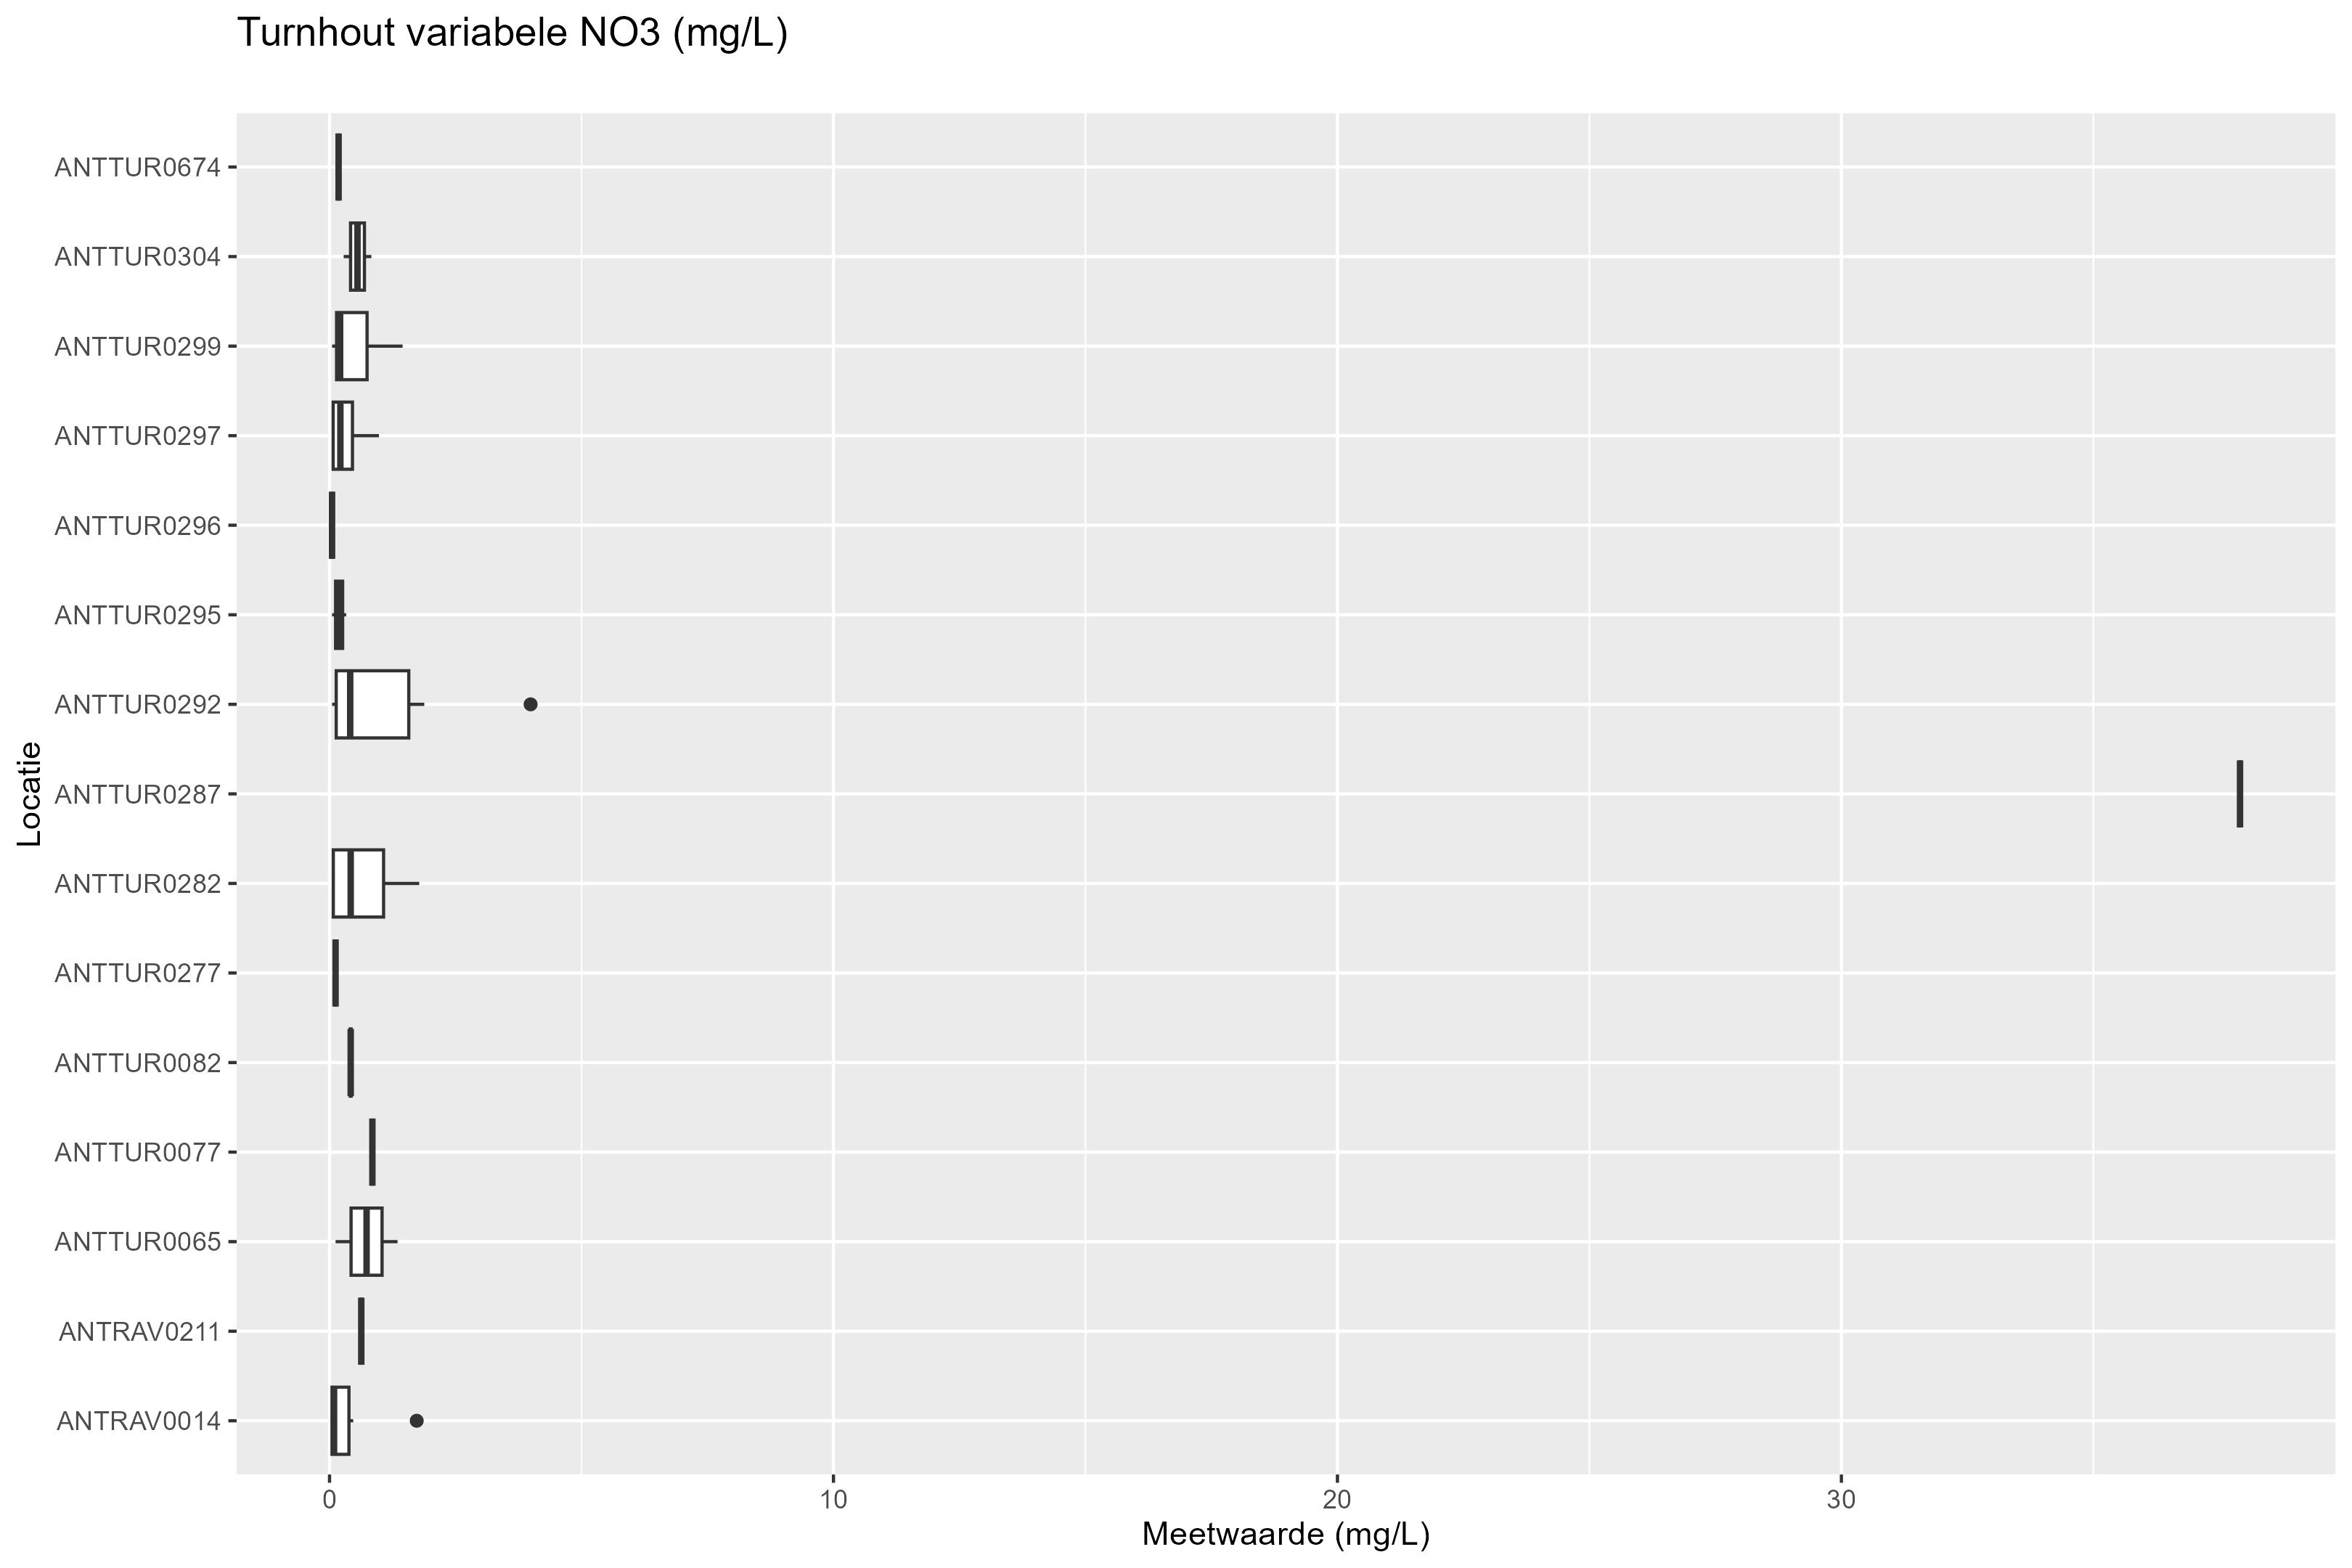 Turnhout variabele NO3 (mg/L)
Locatie
ANTTUR0674
ANTTUR0304
ANTTUR0299
ANTTUR0297
ANTTUR0296
ANTTUR0295
ANTTUR0292
ANTTUR0287
ANTTUR0282
ANTTUR0277
ANTTUR0082
ANTTUR0077
ANTTUR0065
ANTRAV0211
ANTRAV0014
0 10 20 30
Meetwaarde (mg/L)